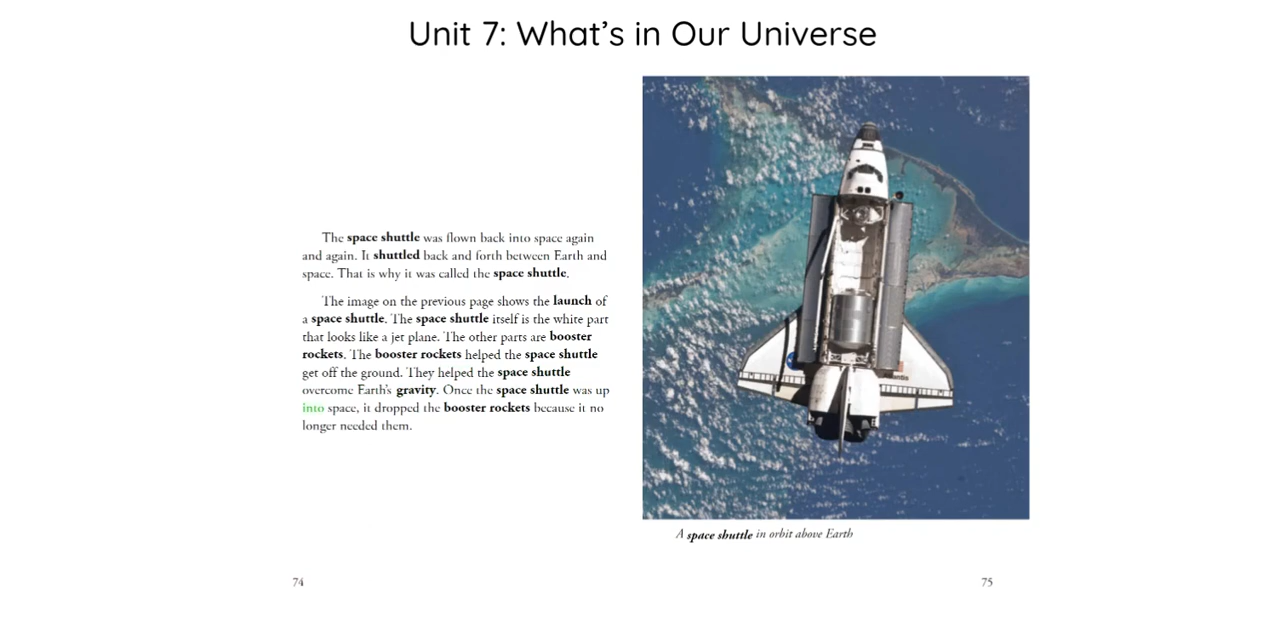 Unit 7: What's in Our Universe
The space shuttle was flown back into space again
and again. It shuttled back and forth between Earth and
space. That is why it was called the space shuttle.
The image on the previous page shows the launch of
a space shuttle. The space shuttle itself is the white part
that looks like a jet plane. The other parts are booster
rockets. The booster rockets helped the space shuttle
get off the ground. They helped the space shuttle
overcome Earth's gravity. Once the space shuttle was up
into space, it dropped the booster rockets because it no
longer needed them.
A space shuttle in orbit above Earth
74
75